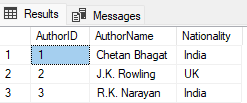 Results Messages
AuthorID AuthorName Nationality
1 1 Chetan Bhagat India
2 2 J.K. Rowling UK
3 3 R.K. Narayan India